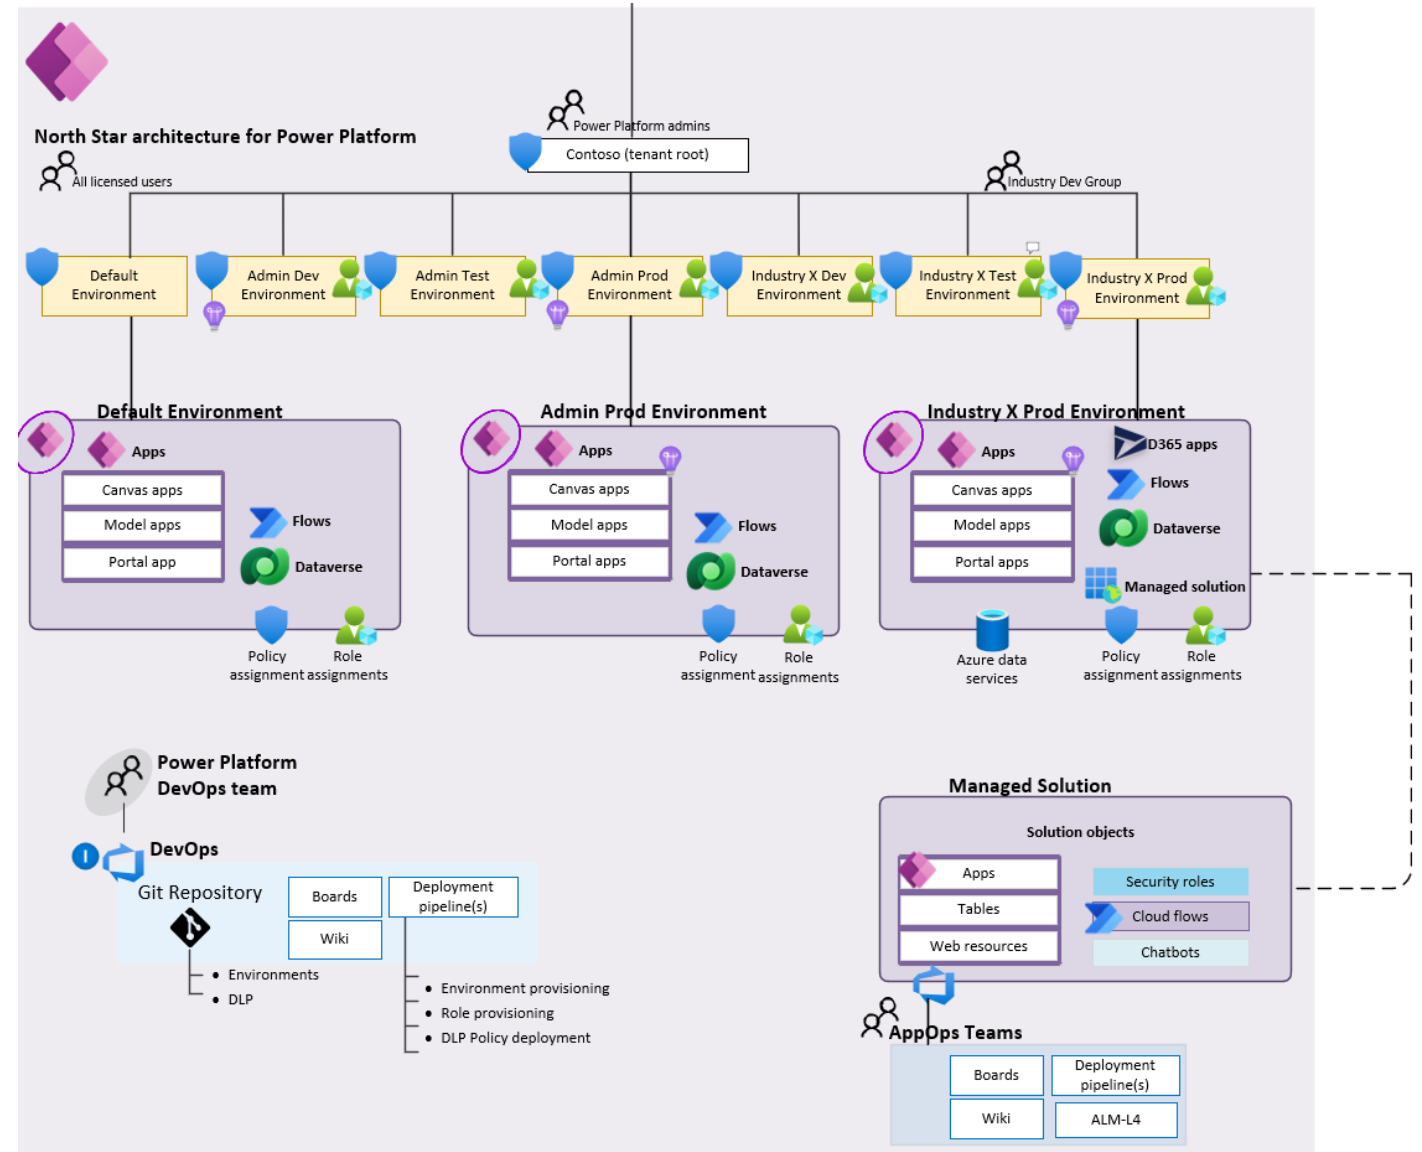 North Star architecture for Power Platform
Power Platform admins
Contoso (tenant root)
All licensed users
Industry Dev Group
Default
Environment
Admin Dev
Environment
Admin Test
Environment
Admin Prod
Environment
Industry X Dev
Environment
Industry X Test
Environment
Industry X Prod
Environment
Default Environment
Apps
Canvas apps
Model apps
Portal app
Flows
Dataverse
Policy
assignment
Role
assignments
Admin Prod Environment
Apps
Canvas apps
Model apps
Portal apps
Flows
Dataverse
Policy
assignment
Role
assignments
Industry X Prod Environment
Apps
Canvas apps
Model apps
Portal apps
D365 apps
Flows
Dataverse
Managed solution
Azure data
services
Policy
assignment
Role
assignments
Power Platform
DevOps team
I
DevOps
Git Repository
Boards
Wiki
Deployment
pipeline(s)
• Environments
• DLP
• Environment provisioning
• Role provisioning
• DLP Policy deployment
Managed Solution
Solution objects
Apps
Tables
Web resources
Security roles
Cloud flows
Chatbots
AppOps Teams
Boards
Wiki
Deployment
pipeline(s)
ALM-L4